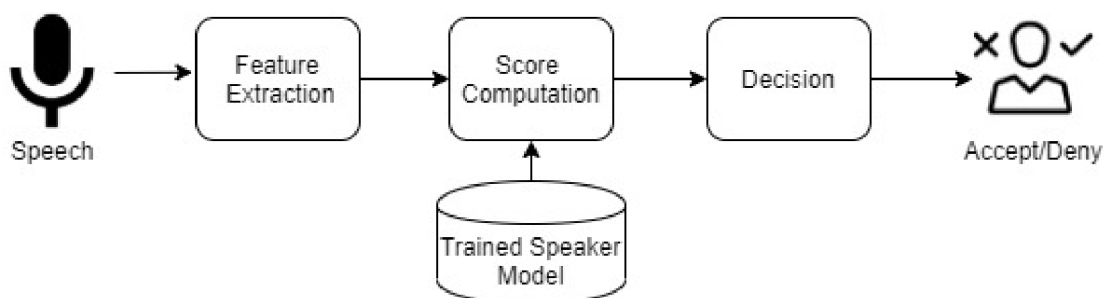 Speech
Feature
Extraction
Score
Computation
Decision
Accept/Deny
Trained Speaker
Model